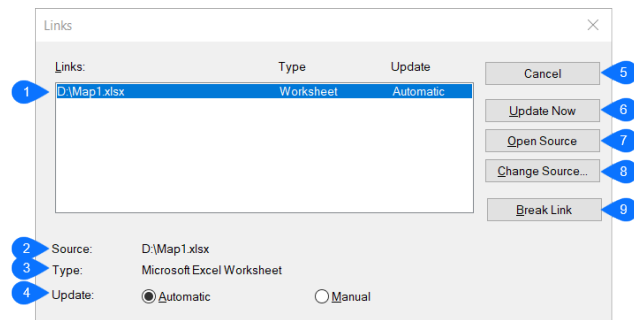 Links
Links: Type Update
5 Cancel
1 D:\Map1.xlsx Worksheet Automatic
Update Now 6
Open Source 7
Change Source... 8
Break Link 9
2 Source: D:\Map1.xlsx
3 Type: Microsoft Excel Worksheet
4 Update: Automatic Manual